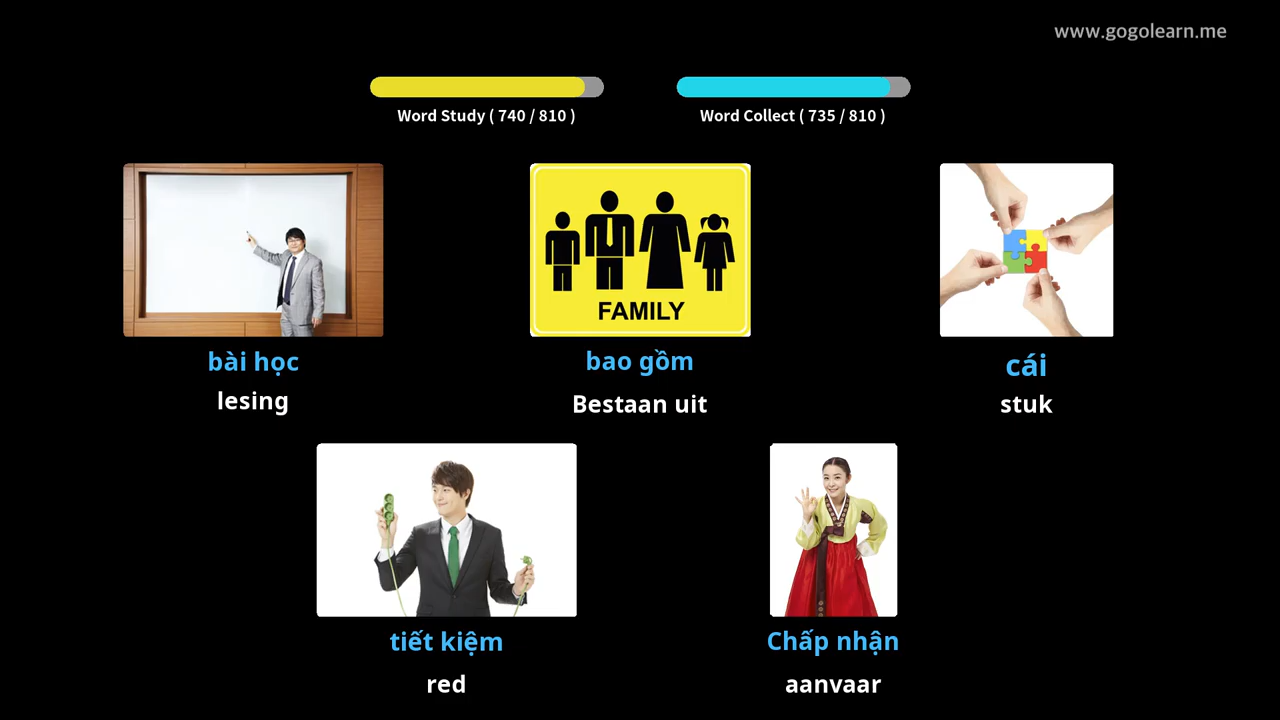 www.gogolearn.me
Word Study ( 740 / 810 )
Word Collect ( 735 / 810 )
FAMILY
bài học
bao gồm
cái
lesing
Bestaan uit
stuk
tiết kiệm
Chấp nhận
red
aanvaar